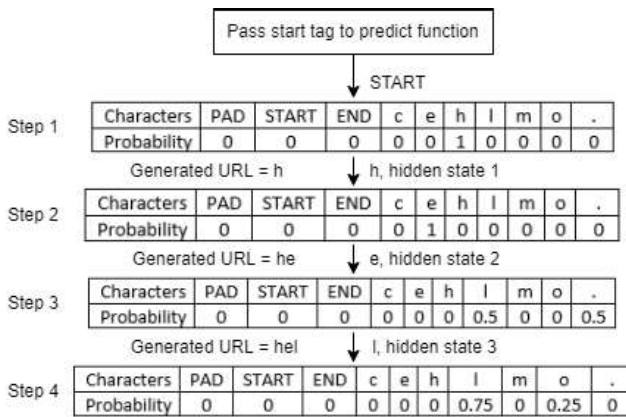 Pass start tag to predict function
START
Step 1
Characters PAD START END c e h l m o .
Probability 0 0 0 0 0 1 0 0 0 0
Generated URL = h h, hidden state 1
Step 2
Characters PAD START END c e h l m o .
Probability 0 0 0 0 1 0 0 0 0 0
Generated URL = he e, hidden state 2
Step 3
Characters PAD START END c e h l m o .
Probability 0 0 0 0 0 0 0.5 0 0 0.5
Generated URL = hel l, hidden state 3
Step 4
Characters PAD START END c e h l m o .
Probability 0 0 0 0 0 0 0.75 0 0.25 0